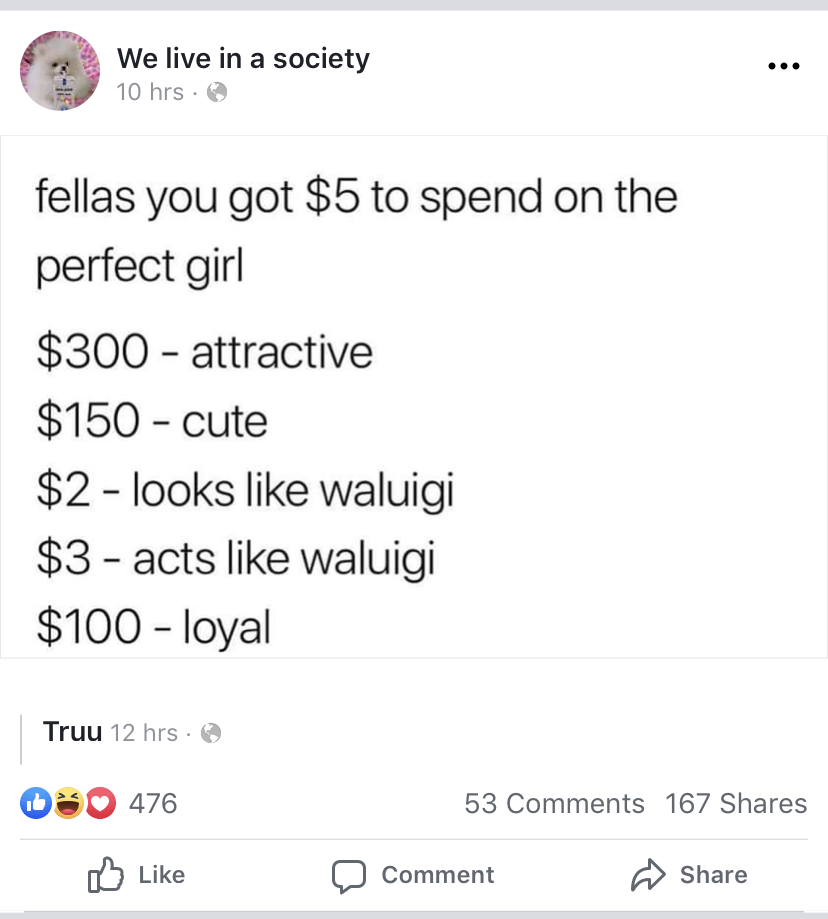 We live in a society
10 hrs ·
fellas you got $5 to spend on the
perfect girl
$300 – attractive
$150 – cute
$2 – looks like waluigi
$3 – acts like waluigi
$100 – loyal
Truu 12 hrs ·
476 53 Comments 167 Shares
Like Comment Share